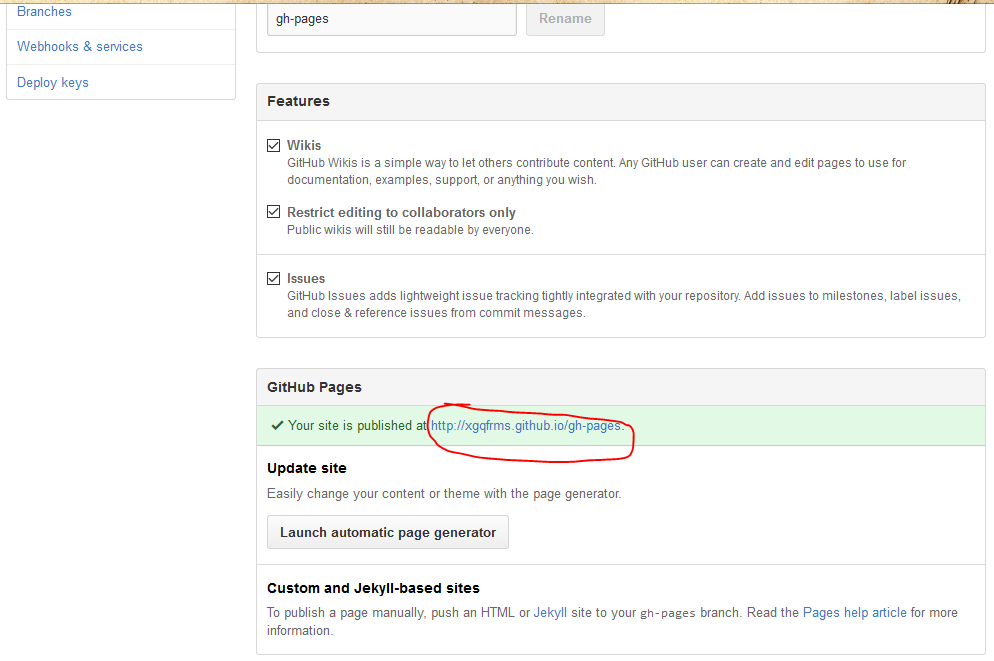 Branches
Webhooks & services
Deploy keys
gh-pages
Rename
Features
Wikis
GitHub Wikis is a simple way to let others contribute content. Any GitHub user can create and edit pages to use for
documentation, examples, support, or anything you wish.
Restrict editing to collaborators only
Public wikis will still be readable by everyone.
Issues
GitHub Issues adds lightweight issue tracking tightly integrated with your repository. Add issues to milestones, label issues,
and close & reference issues from commit messages.
GitHub Pages
Your site is published at http://xgqfrms.github.io/gh-pages.
Update site
Easily change your content or theme with the page generator.
Launch automatic page generator
Custom and Jekyll-based sites
To publish a page manually, push an HTML or Jekyll site to your gh-pages branch. Read the Pages help article for more
information.